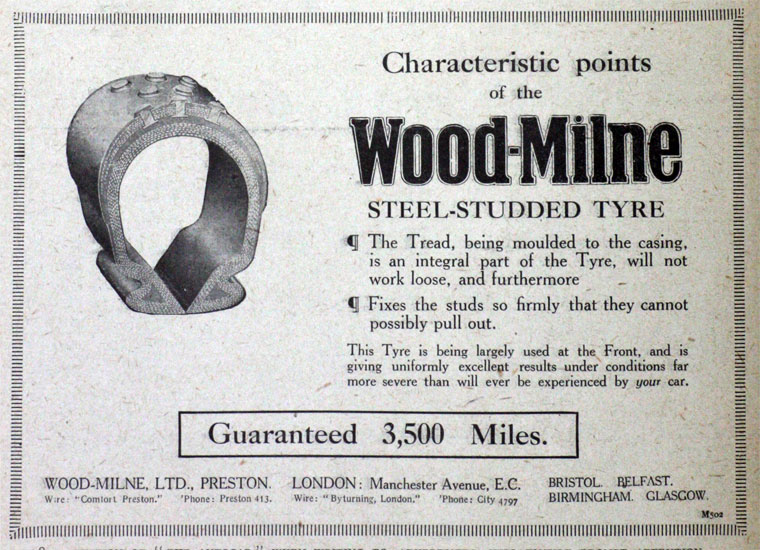 Characteristic points
of the
Wood-Milne
STEEL-STUDDED TYRE
¶ The Tread, being moulded to the casing,
is an integral part of the Tyre, will not
work loose, and furthermore
¶ Fixes the studs so firmly that they cannot
possibly pull out.
This Tyre is being largely used at the Front, and is
giving uniformly excellent results under conditions far
more severe than will ever be experienced by your car.
Guaranteed 3,500 Miles.
WOOD-MILNE, LTD., PRESTON.
Wire: "Comfort Preston." 'Phone: Preston 413.
LONDON: Manchester Avenue, E.C.
Wire: "Byturning, London." 'Phone: City 4797
BRISTOL. BELFAST.
BIRMINGHAM. GLASGOW.
M502